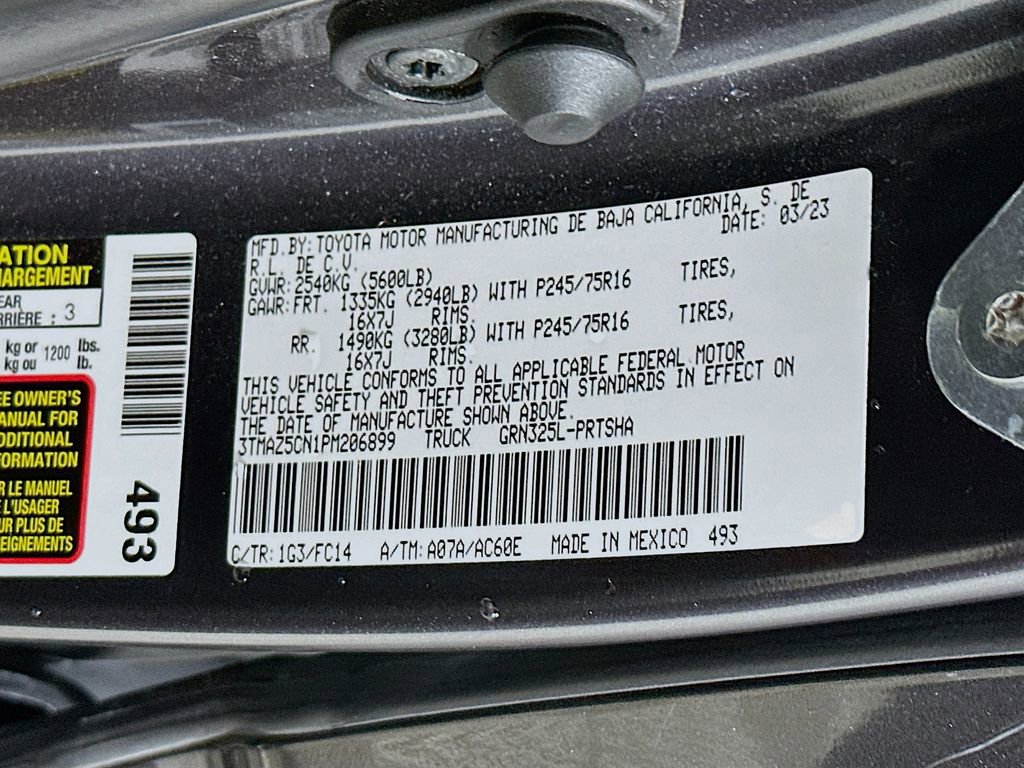 ATION
HARGEMENT
EAR
RRIÈRE : 3
kg or 1200 lbs.
kg ou lb.
EE OWNER'S
MANUAL FOR
DDITIONAL
FORMATION
R LE MANUEL
E L'USAGER
UR PLUS DE
SEIGNEMENTS
493
MFD.BY:TOYOTA MOTOR MANUFACTURING DE BAJA CALIFORNIA, S. DE
R.L. DE C.V. DATE: 03/23
GVWR:2540KG (5600LB)
GAWR:FRT. 1335KG (2940LB) WITH P245/75R16 TIRES,
16X7J RIMS.
RR. 1490KG (3280LB) WITH P245/75R16 TIRES,
16X7J RIMS.
THIS VEHICLE CONFORMS TO ALL APPLICABLE FEDERAL MOTOR
VEHICLE SAFETY AND THEFT PREVENTION STANDARDS IN EFFECT ON
THE DATE OF MANUFACTURE SHOWN ABOVE.
3TMAZ5CN1PM206899 TRUCK GRN325L-PRTSHA
C/TR:1G3/FC14 A/TM:A07A/AC60E MADE IN MEXICO 493